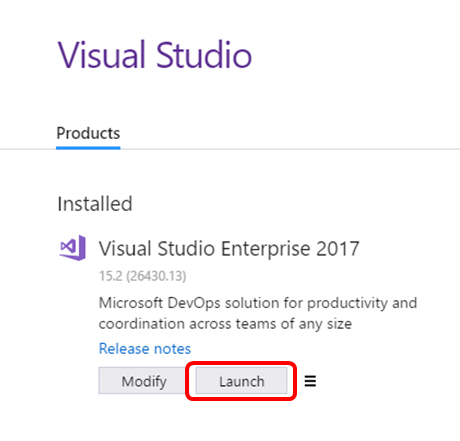 Visual Studio
Products
Installed
Visual Studio Enterprise 2017
15.2 (26430.13)
Microsoft DevOps solution for productivity and
coordination across teams of any size
Release notes
Modify Launch